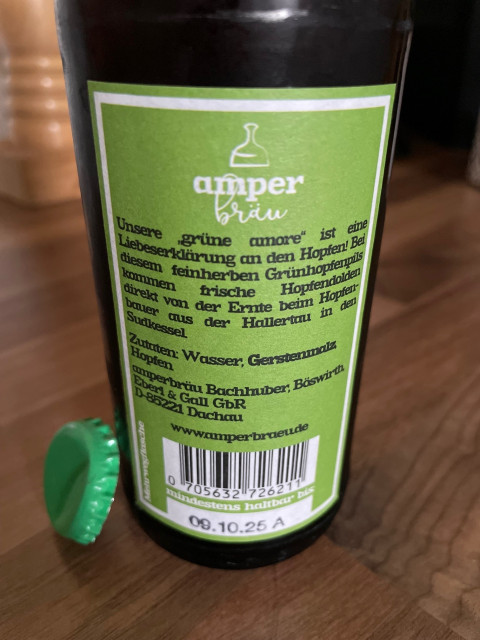 amper
bräu
Unsere „grüne amore“ ist eine
Liebeserklärung an den Hopfen! Bei
diesem feinherben Grünhopfenpils
kommen frische Hopfendolden
direkt von der Ernte beim Hopfen-
bauer aus der Hallertau in den
Sudkessel.
Zutaten: Wasser, Gerstenmalz
Hopfen
amperbräu Bachhuber, Böswirth
Eberl & Gall GbR
D-85221 Dachau
www.amperbraeu.de
Mehrwegflasche
0 705632 726211
mindestens haltbar bis
09.10.25 A